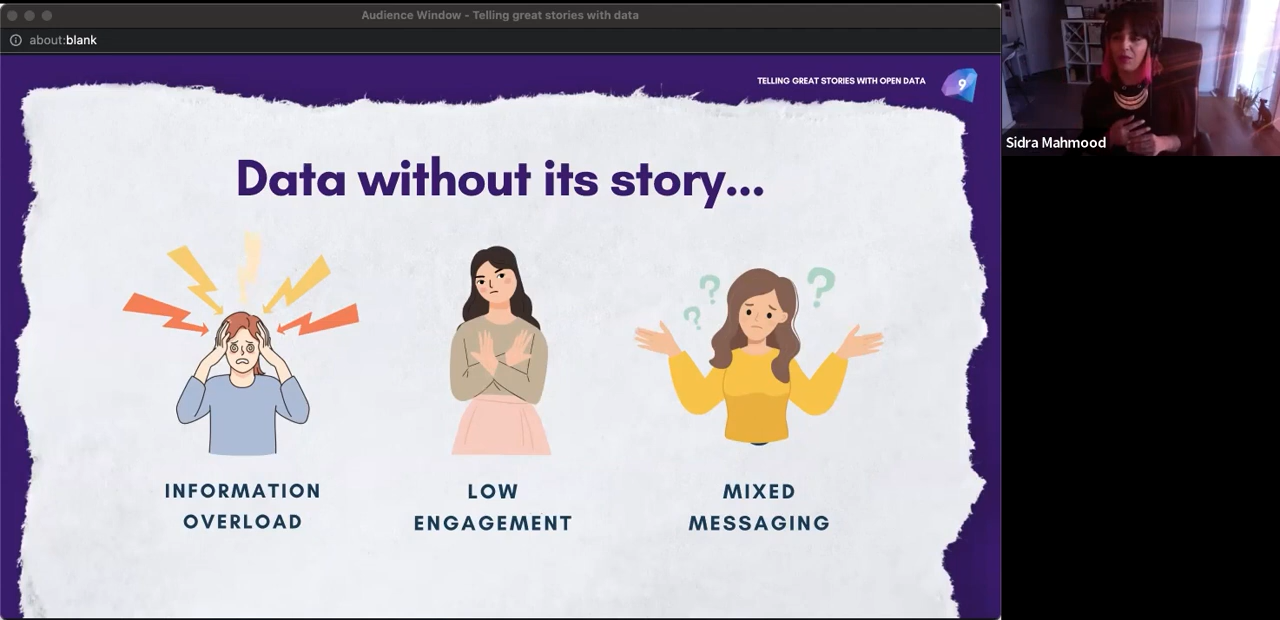 Audience Window - Telling great stories with data
about:blank
TELLING GREAT STORIES WITH OPEN DATA
9
Sidra Mahmood
Data without its story...
? ? ?
INFORMATION
OVERLOAD
LOW
ENGAGEMENT
MIXED
MESSAGING